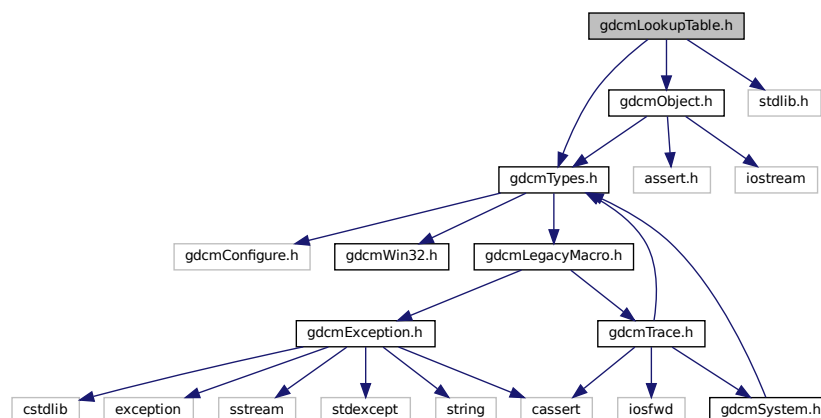 gdcmLookupTable.h
gdcmObject.h
stdlib.h
gdcmTypes.h
assert.h
iostream
gdcmConfigure.h
gdcmWin32.h
gdcmLegacyMacro.h
gdcmException.h
gdcmTrace.h
cstdlib
exception
sstream
stdexcept
string
cassert
iosfwd
gdcmSystem.h